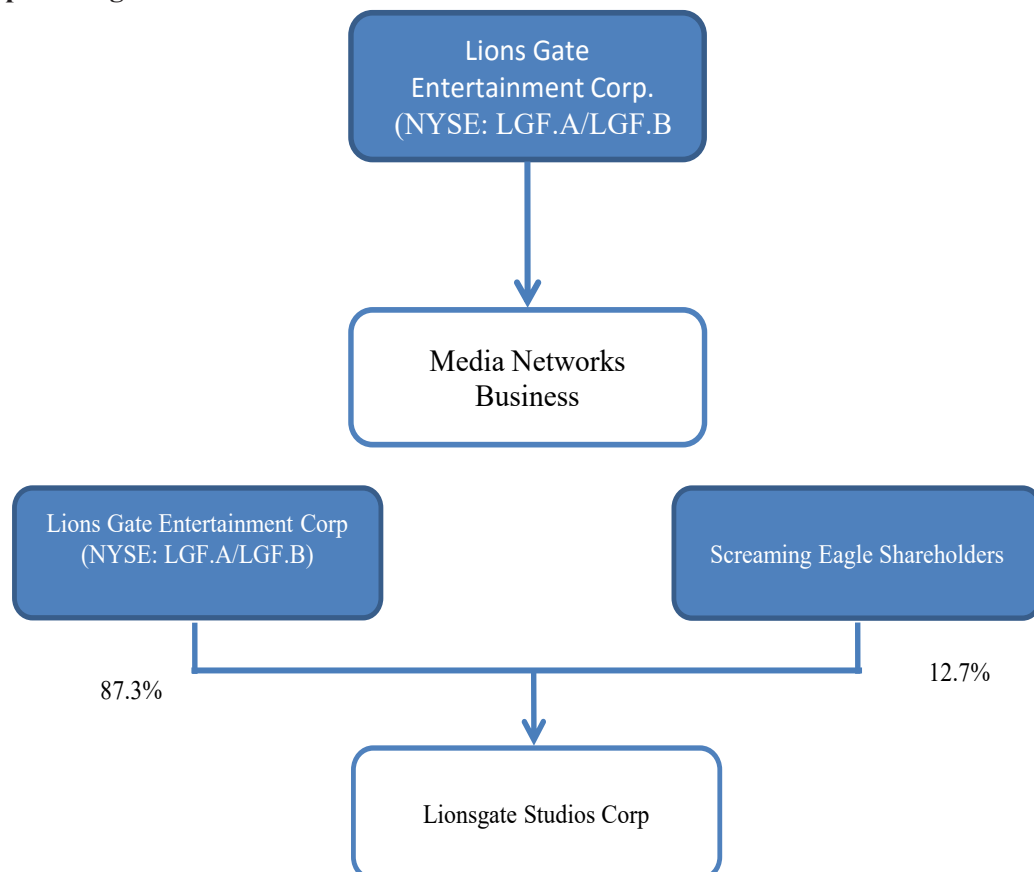 Lions Gate
Entertainment Corp.
(NYSE: LGF.A/LGF.B
Media Networks
Business
Lions Gate Entertainment Corp
(NYSE: LGF.A/LGF.B)
Screaming Eagle Shareholders
87.3%
12.7%
Lionsgate Studios Corp